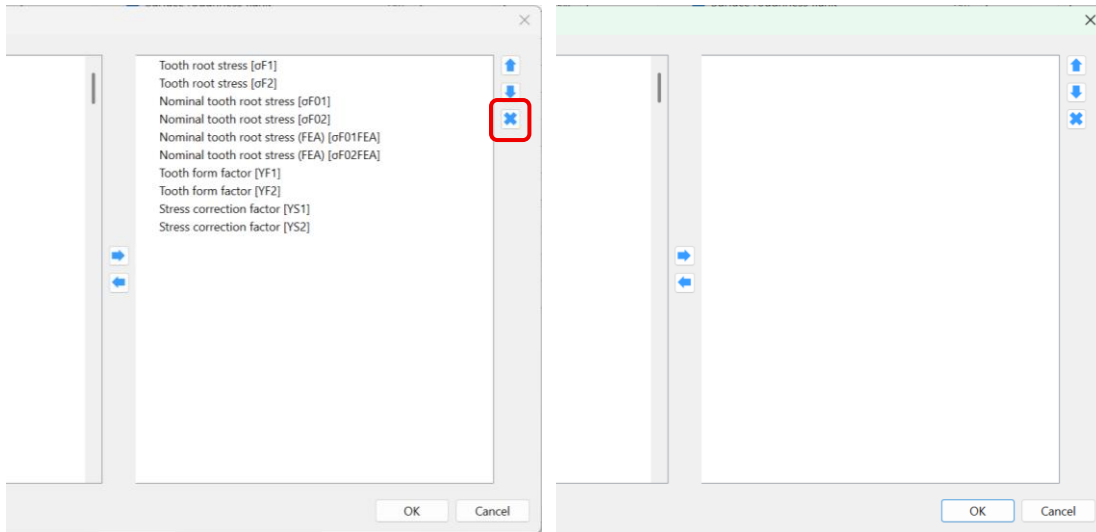 Tooth root stress [σF1]
Tooth root stress [σF2]
Nominal tooth root stress [σF01]
Nominal tooth root stress [σF02]
Nominal tooth root stress (FEA) [σF01FEA]
Nominal tooth root stress (FEA) [σF02FEA]
Tooth form factor [YF1]
Tooth form factor [YF2]
Stress correction factor [YS1]
Stress correction factor [YS2]
OK Cancel
OK Cancel